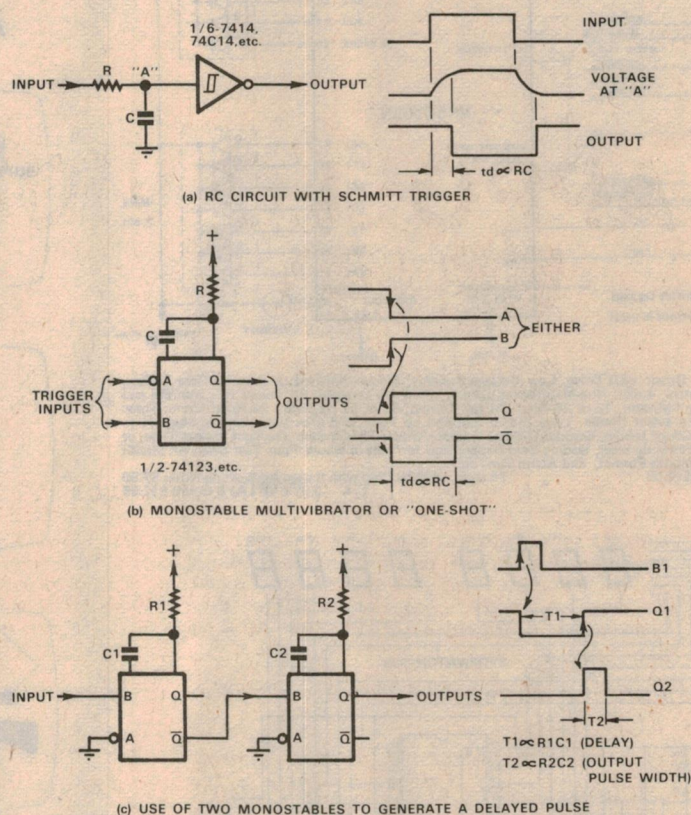 1/6-7414,
74C14,etc.
INPUT
R
"A"
C
OUTPUT
INPUT
VOLTAGE
AT "A"
OUTPUT
td∝RC
(a) RC CIRCUIT WITH SCHMITT TRIGGER
+
R
C
TRIGGER
INPUTS
A
B
Q
Q̅
OUTPUTS
1/2-74123,etc.
A
B
EITHER
Q
Q̅
td∝RC
(b) MONOSTABLE MULTIVIBRATOR OR "ONE-SHOT"
+
R1
C1
INPUT
B
Q
A
Q̅
+
R2
C2
B
Q
A
Q̅
OUTPUTS
B1
T1
Q1
Q2
T2
T1∝R1C1 (DELAY)
T2∝R2C2 (OUTPUT
PULSE WIDTH)
(c) USE OF TWO MONOSTABLES TO GENERATE A DELAYED PULSE